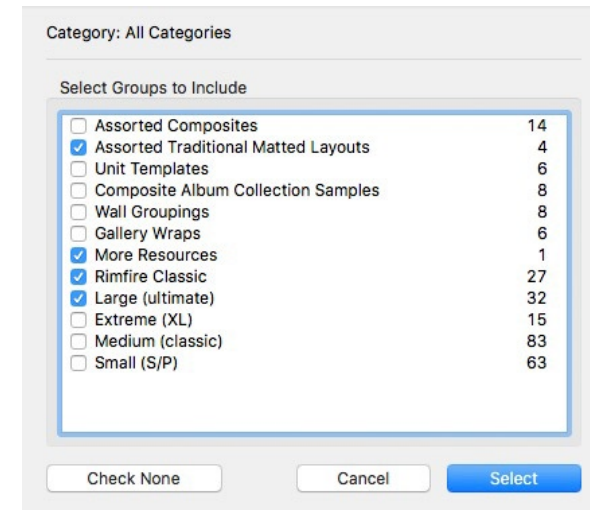 Category: All Categories
Select Groups to Include
Assorted Composites 14
Assorted Traditional Matted Layouts 4
Unit Templates 6
Composite Album Collection Samples 8
Wall Groupings 8
Gallery Wraps 6
More Resources 1
Rimfire Classic 27
Large (ultimate) 32
Extreme (XL) 15
Medium (classic) 83
Small (S/P) 63
Check None Cancel Select